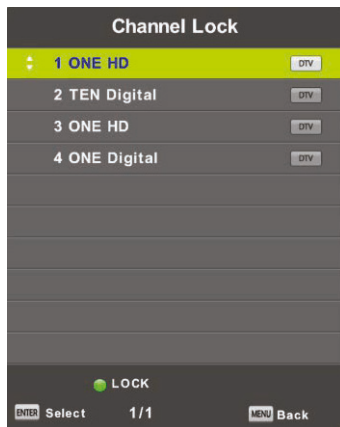 Channel Lock
1 ONE HD DTV
2 TEN Digital DTV
3 ONE HD DTV
4 ONE Digital DTV
LOCK
ENTER Select 1/1 MENU Back